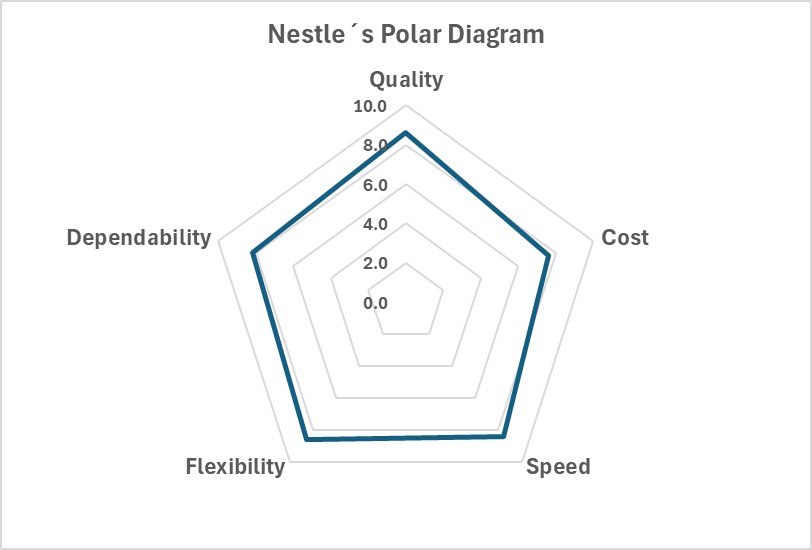 Nestle´s Polar Diagram
Quality
10.0
8.0
6.0
4.0
2.0
0.0
Dependability
Cost
Flexibility
Speed